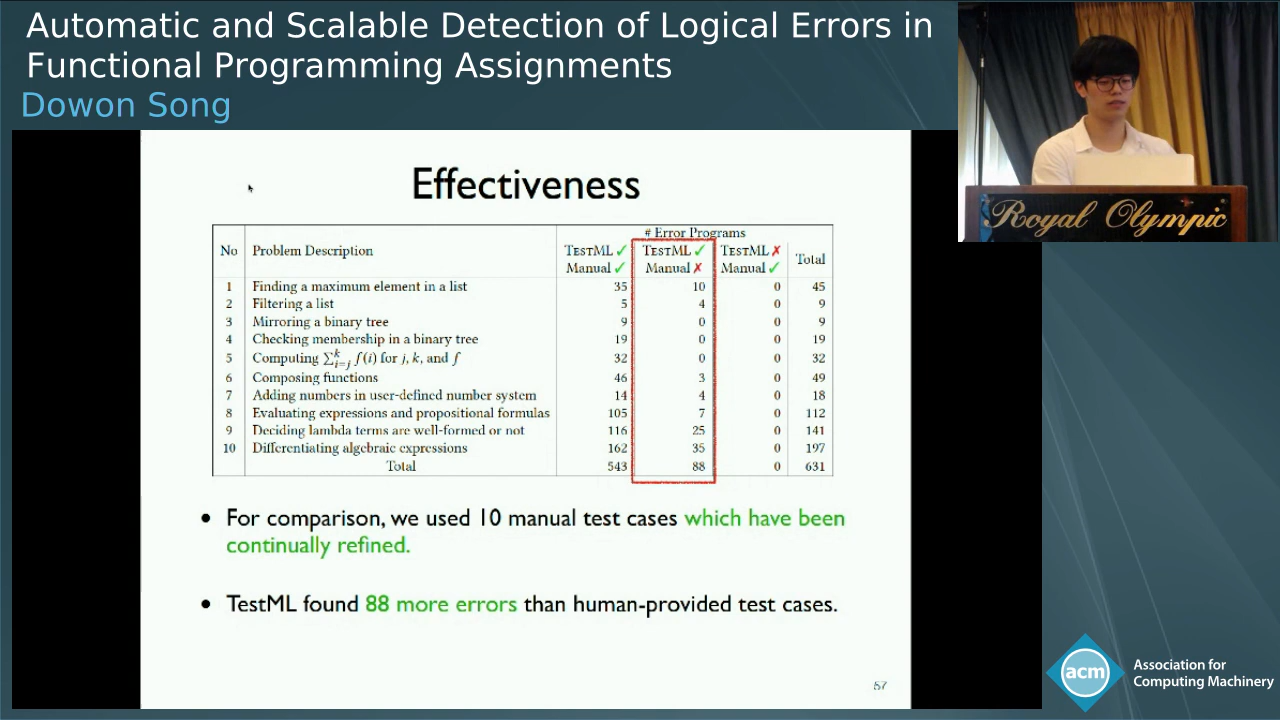 Automatic and Scalable Detection of Logical Errors in
Functional Programming Assignments
Dowon Song
Royal Olympic
Effectiveness
No Problem Description # Error Programs
TESTML ✓ TESTML ✓ TESTML ✗ Total
Manual ✓ Manual ✗ Manual ✓
1 Finding a maximum element in a list 35 10 0 45
2 Filtering a list 5 4 0 9
3 Mirroring a binary tree 9 0 0 9
4 Checking membership in a binary tree 19 0 0 19
5 Computing ∑ᵏᵢ₌ⱼ f(i) for j, k, and f 32 0 0 32
6 Composing functions 46 3 0 49
7 Adding numbers in user-defined number system 14 4 0 18
8 Evaluating expressions and propositional formulas 105 7 0 112
9 Deciding lambda terms are well-formed or not 116 25 0 141
10 Differentiating algebraic expressions 162 35 0 197
Total 543 88 0 631
• For comparison, we used 10 manual test cases which have been
continually refined.
• TestML found 88 more errors than human-provided test cases.
57
acm
Association for
Computing Machinery